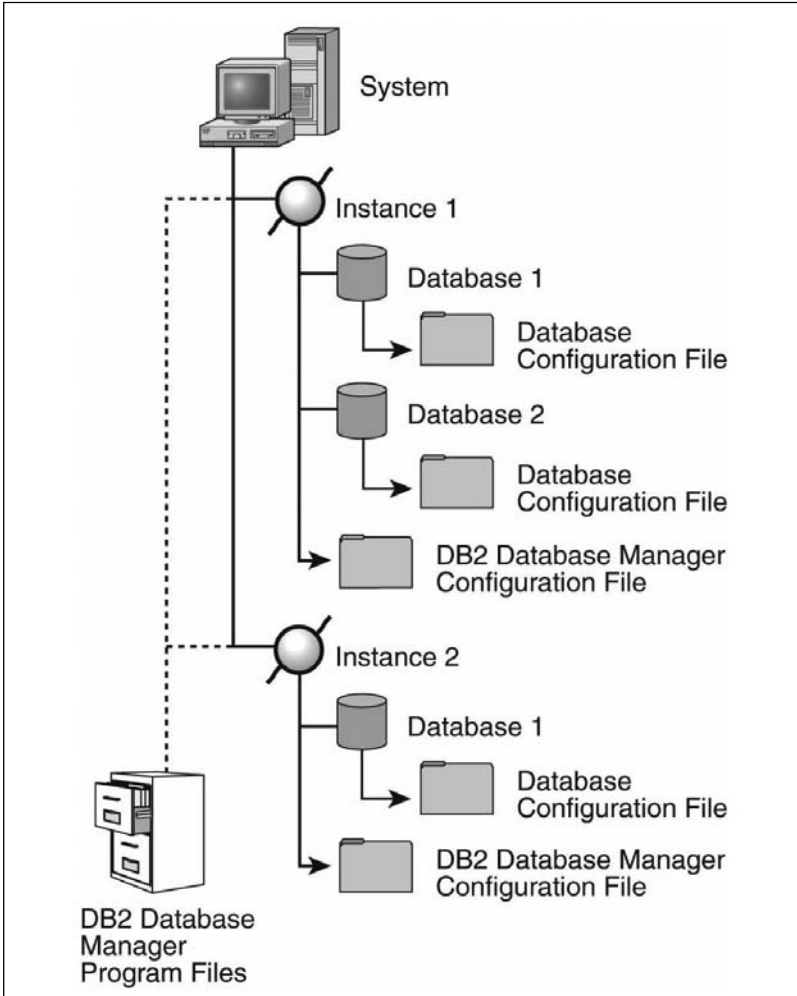 System
Instance 1
Database 1
Database
Configuration File
Database 2
Database
Configuration File
DB2 Database Manager
Configuration File
Instance 2
Database 1
Database
Configuration File
DB2 Database Manager
Configuration File
DB2 Database
Manager
Program Files